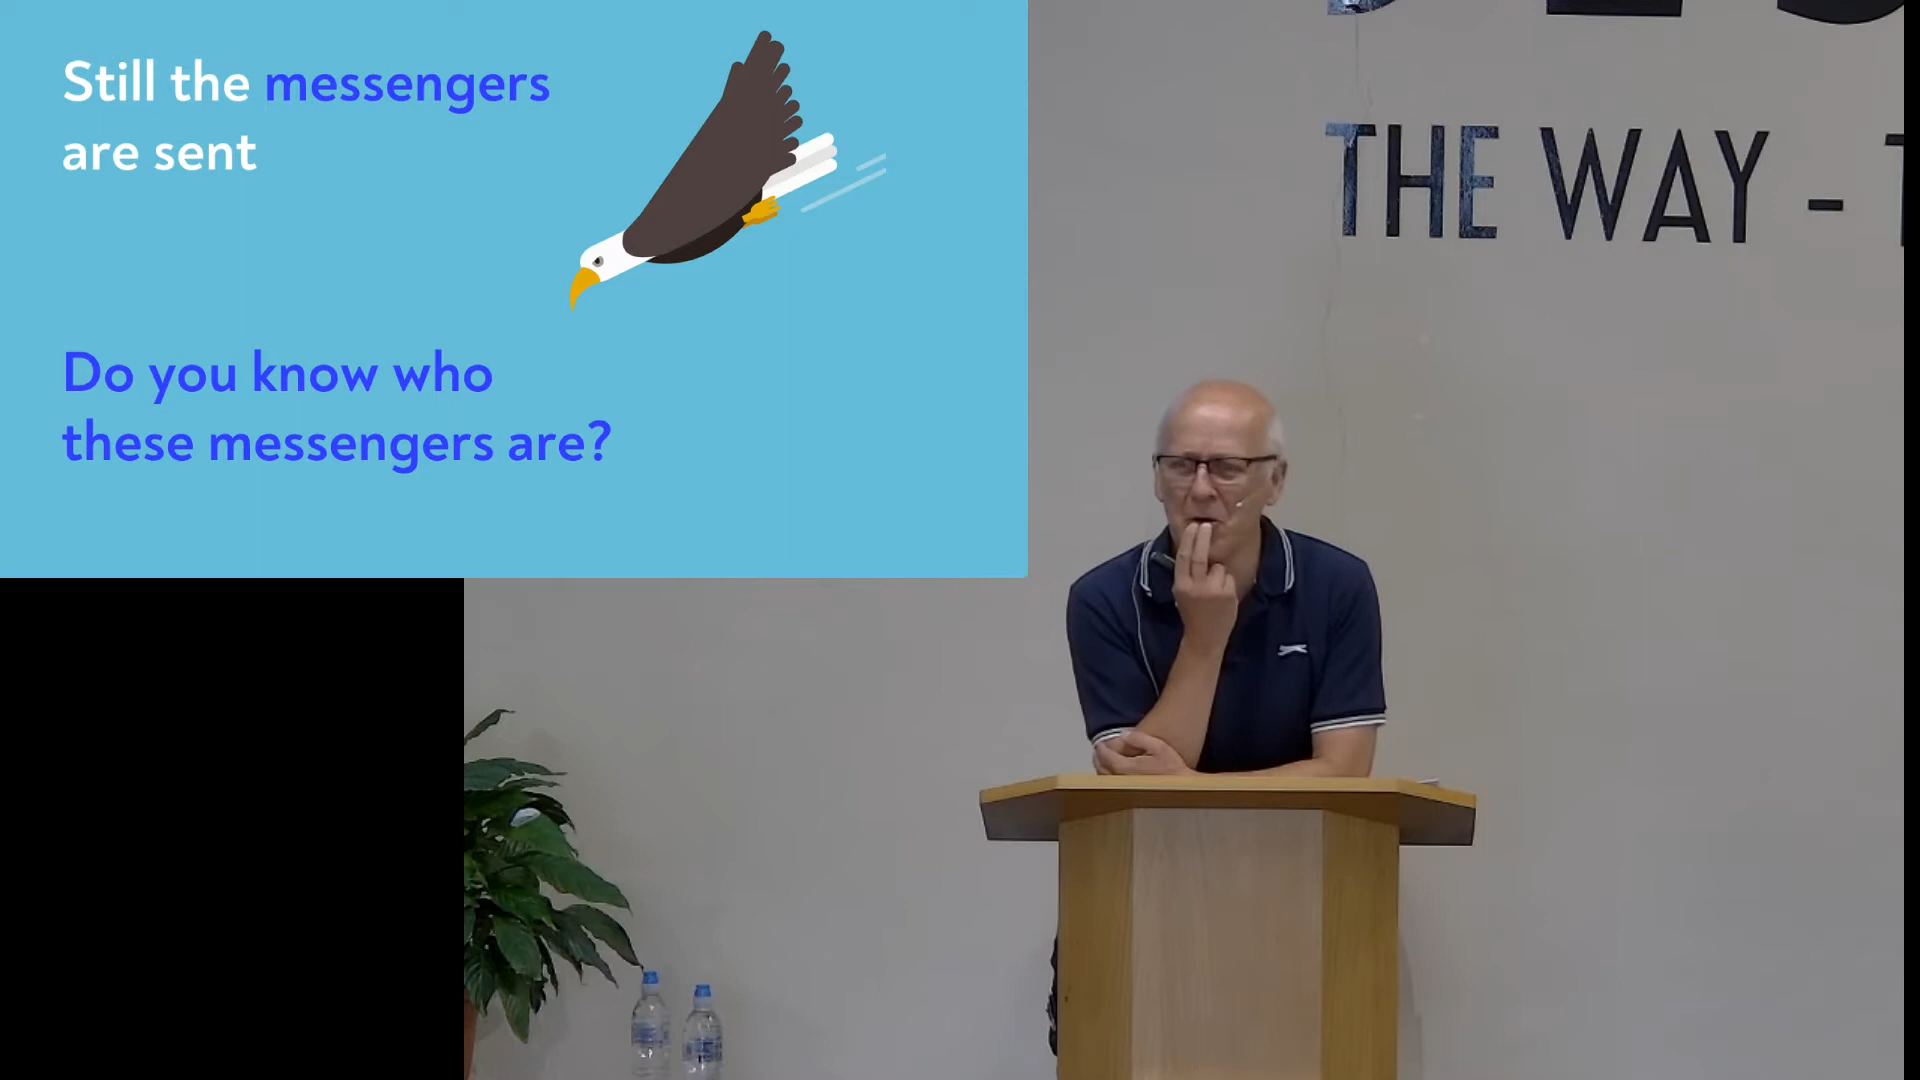 Still the messengers
are sent
Do you know who
these messengers are?
THE WAY -